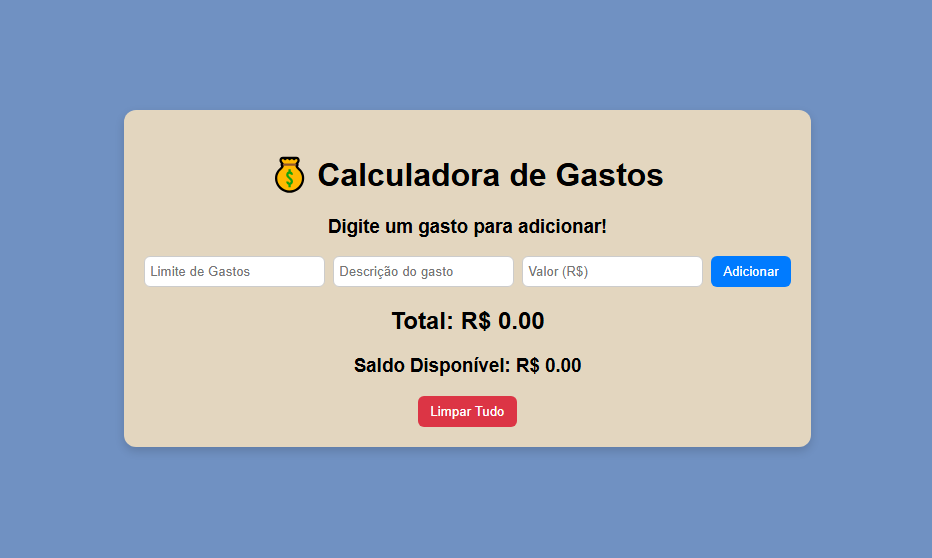 💰 Calculadora de Gastos
Digite um gasto para adicionar!
Limite de Gastos Descrição do gasto Valor (R$) Adicionar
Total: R$ 0.00
Saldo Disponível: R$ 0.00
Limpar Tudo